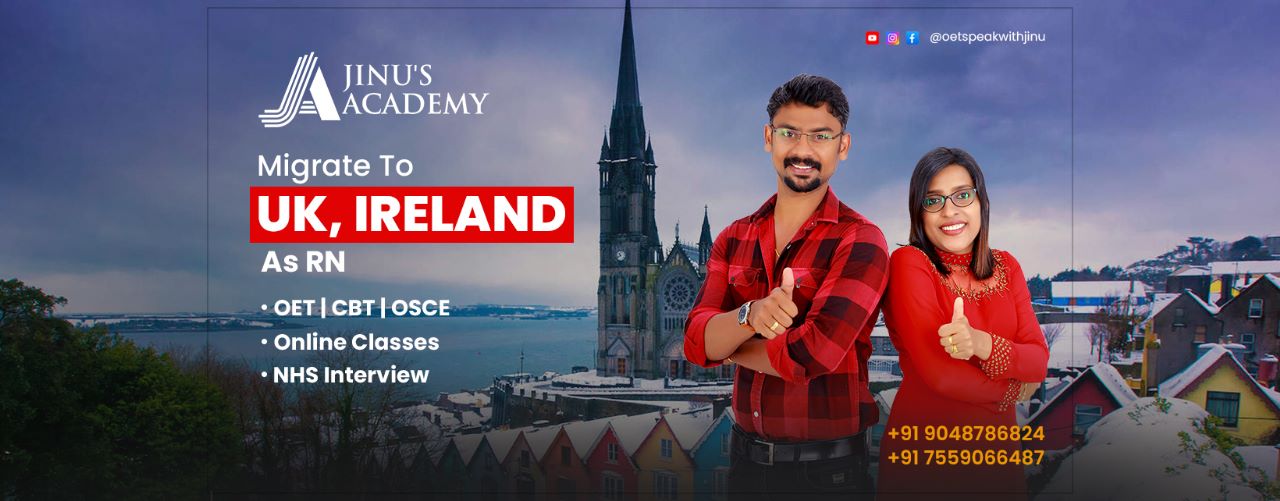 @oetspeakwithjinu
JINU'S
ACADEMY
Migrate To
UK, IRELAND
As RN
• OET | CBT | OSCE
• Online Classes
• NHS Interview
+91 9048786824
+91 7559066487